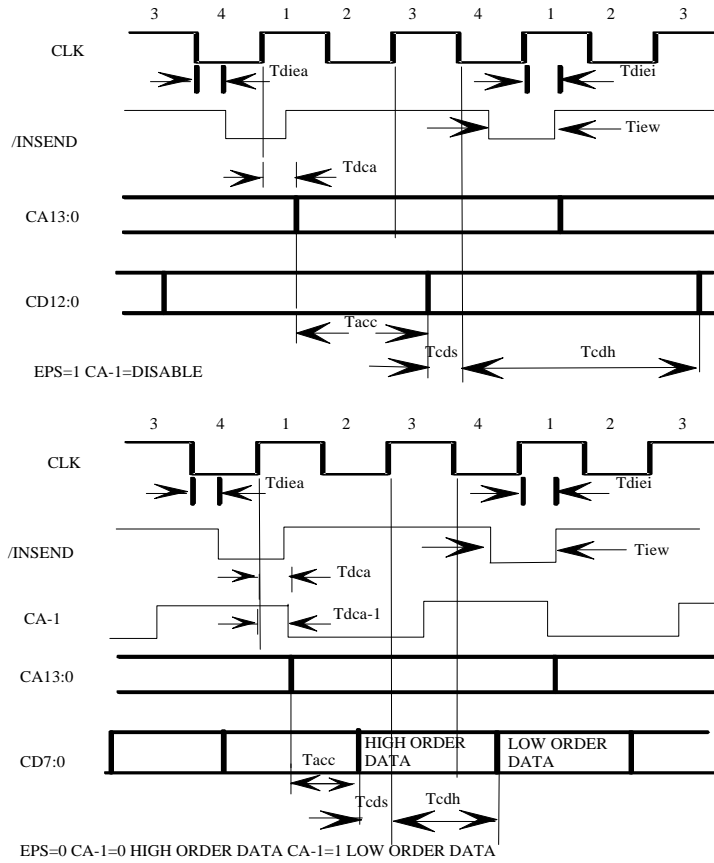 3 4 1 2 3 4 1 2 3
CLK
Tdiea Tdiei
/INSEND
Tiew
Tdca
CA13:0
CD12:0
Tacc
Tcds Tcdh
EPS=1 CA-1=DISABLE
3 4 1 2 3 4 1 2 3
CLK
Tdiea Tdiei
/INSEND
Tiew
Tdca
CA-1
Tdca-1
CA13:0
CD7:0
HIGH ORDER DATA
LOW ORDER DATA
Tacc
Tcds Tcdh
EPS=0 CA-1=0 HIGH ORDER DATA CA-1=1 LOW ORDER DATA